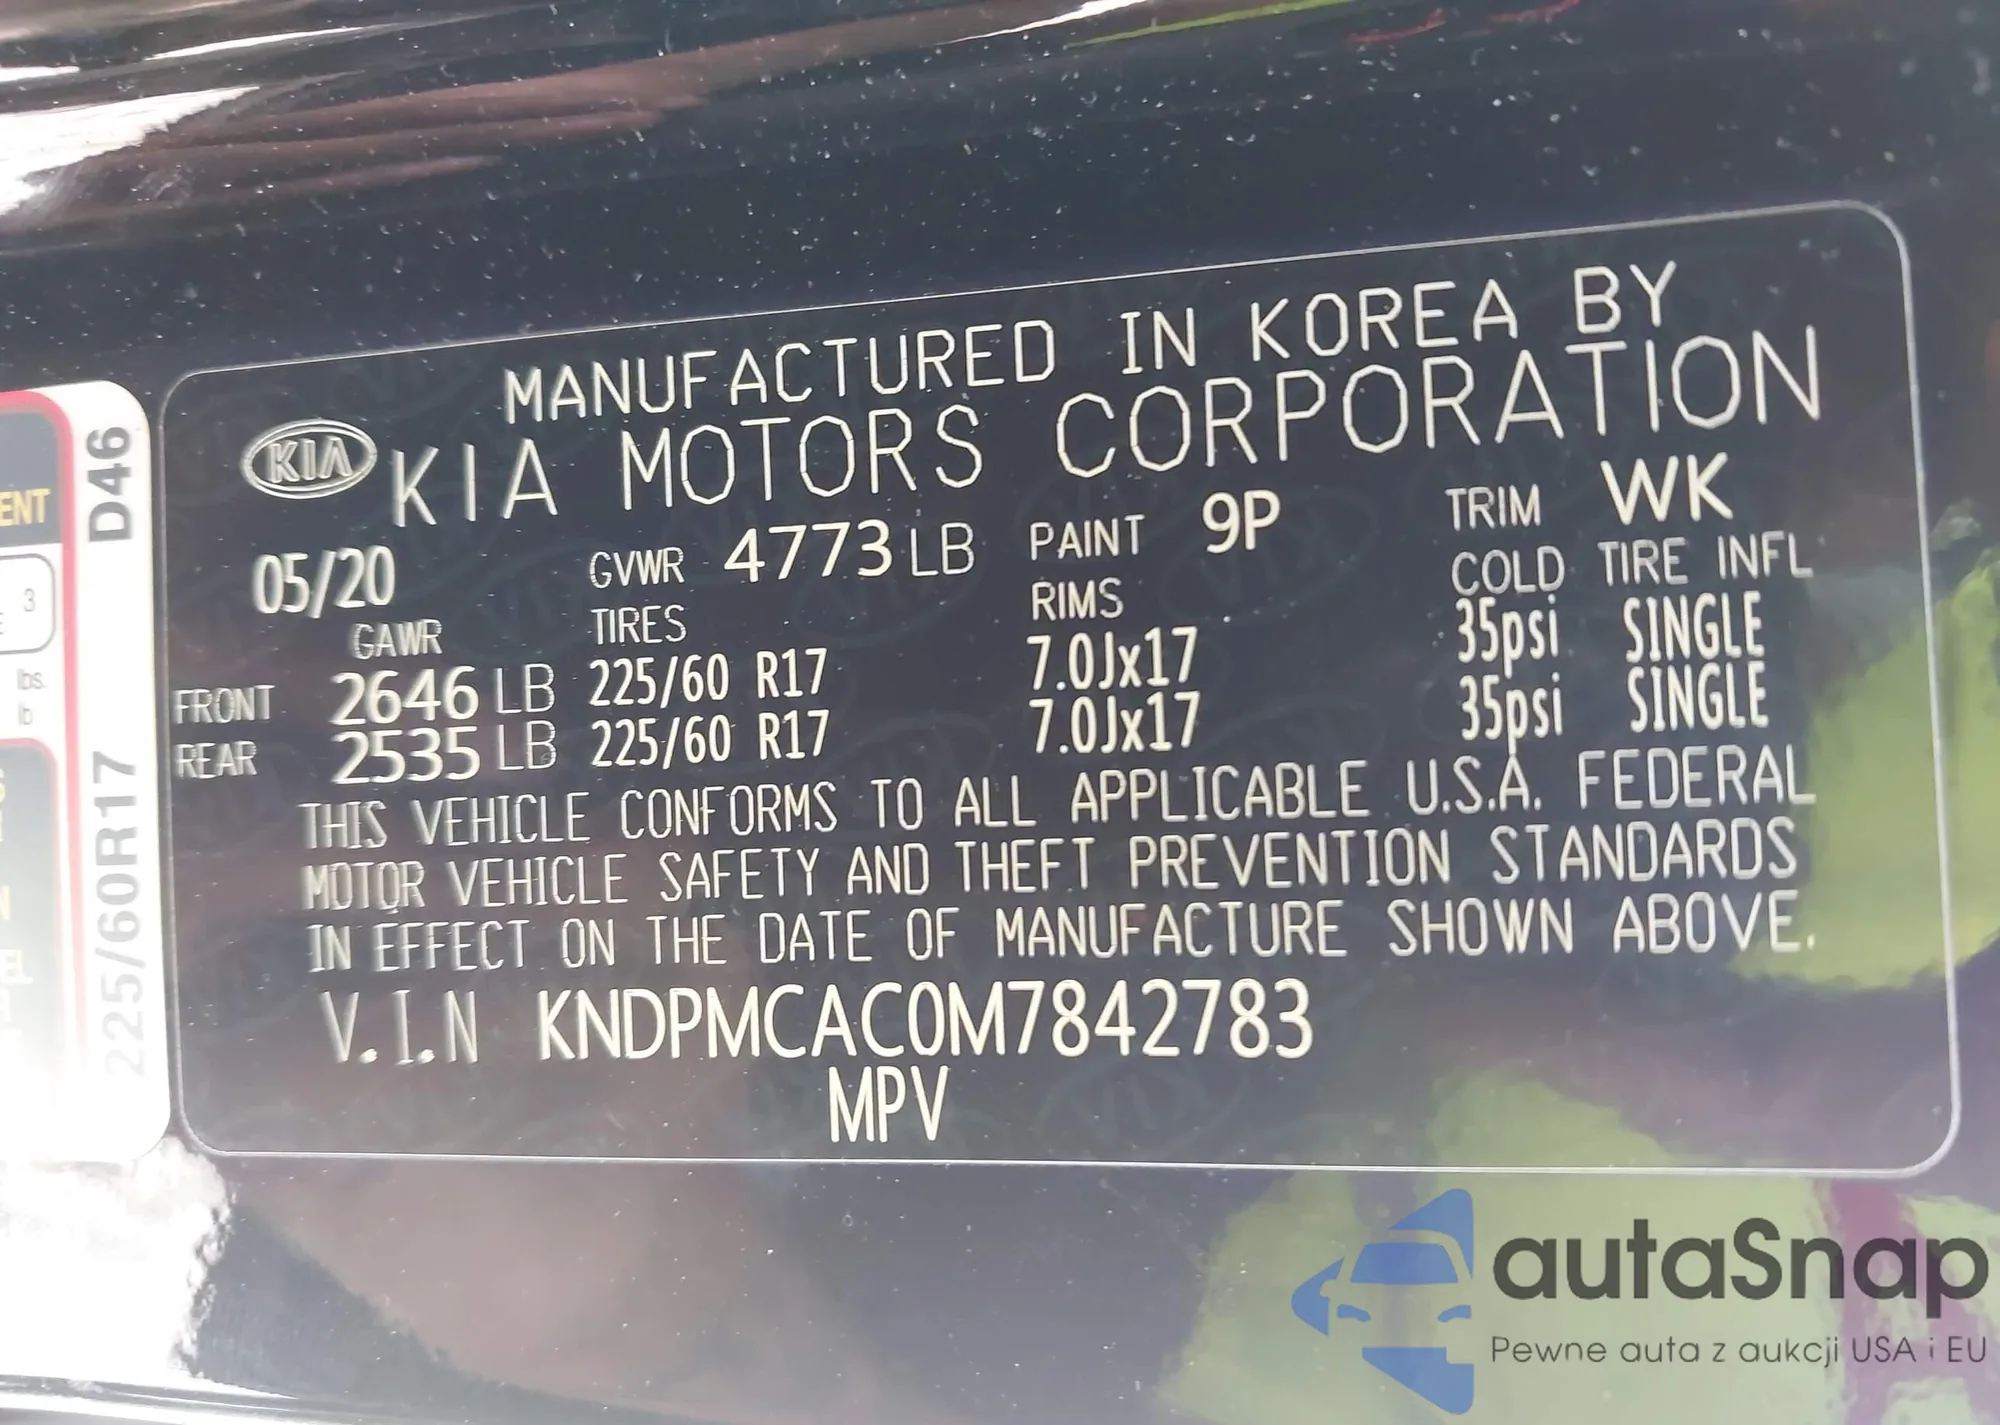 MANUFACTURED IN KOREA BY
KIA KIA MOTORS CORPORATION
05/20 GVWR 4773 LB PAINT 9P TRIM WK
GAWR TIRES RIMS COLD TIRE INFL
FRONT 2646 LB 225/60 R17 7.0Jx17 35psi SINGLE
REAR 2535 LB 225/60 R17 7.0Jx17 35psi SINGLE
THIS VEHICLE CONFORMS TO ALL APPLICABLE U.S.A. FEDERAL
MOTOR VEHICLE SAFETY AND THEFT PREVENTION STANDARDS
IN EFFECT ON THE DATE OF MANUFACTURE SHOWN ABOVE.
V.I.N KNDPMCAC0M7842783
MPV
D46
225/60R17
3
lbs.
lb
autaSnap
Pewne auta z aukcji USA i EU